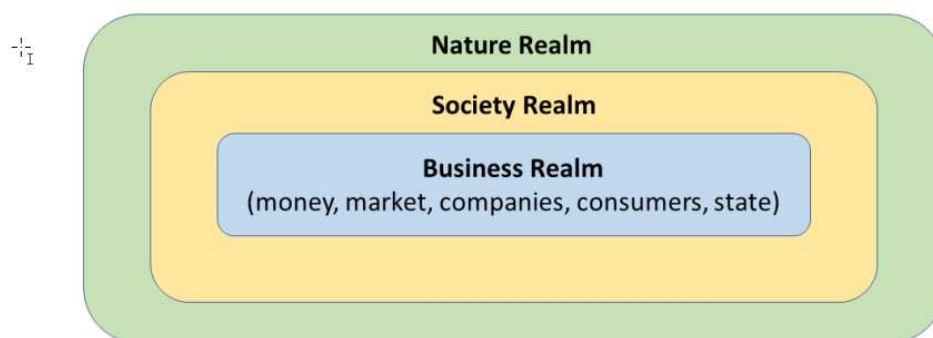 Nature Realm
Society Realm
Business Realm
(money, market, companies, consumers, state)